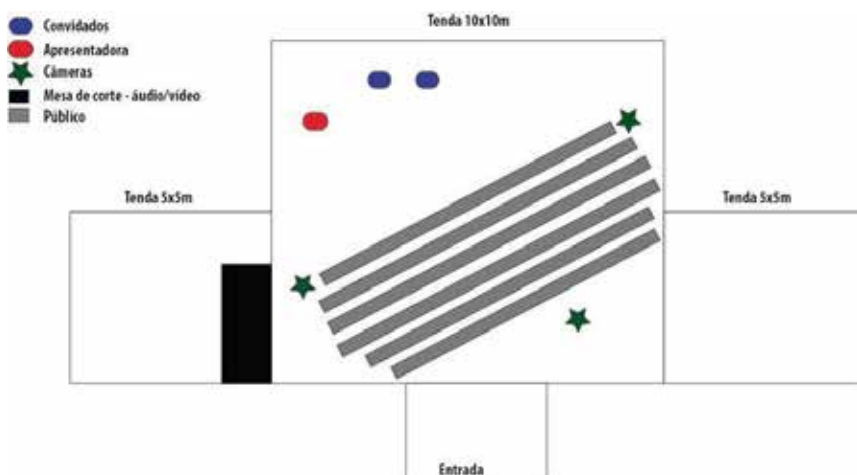 Tenda 10x10m
Convidados
Apresentadora
Câmeras
Mesa de corte - áudio/vídeo
Público
Tenda 5x5m
Tenda 5x5m
Entrada